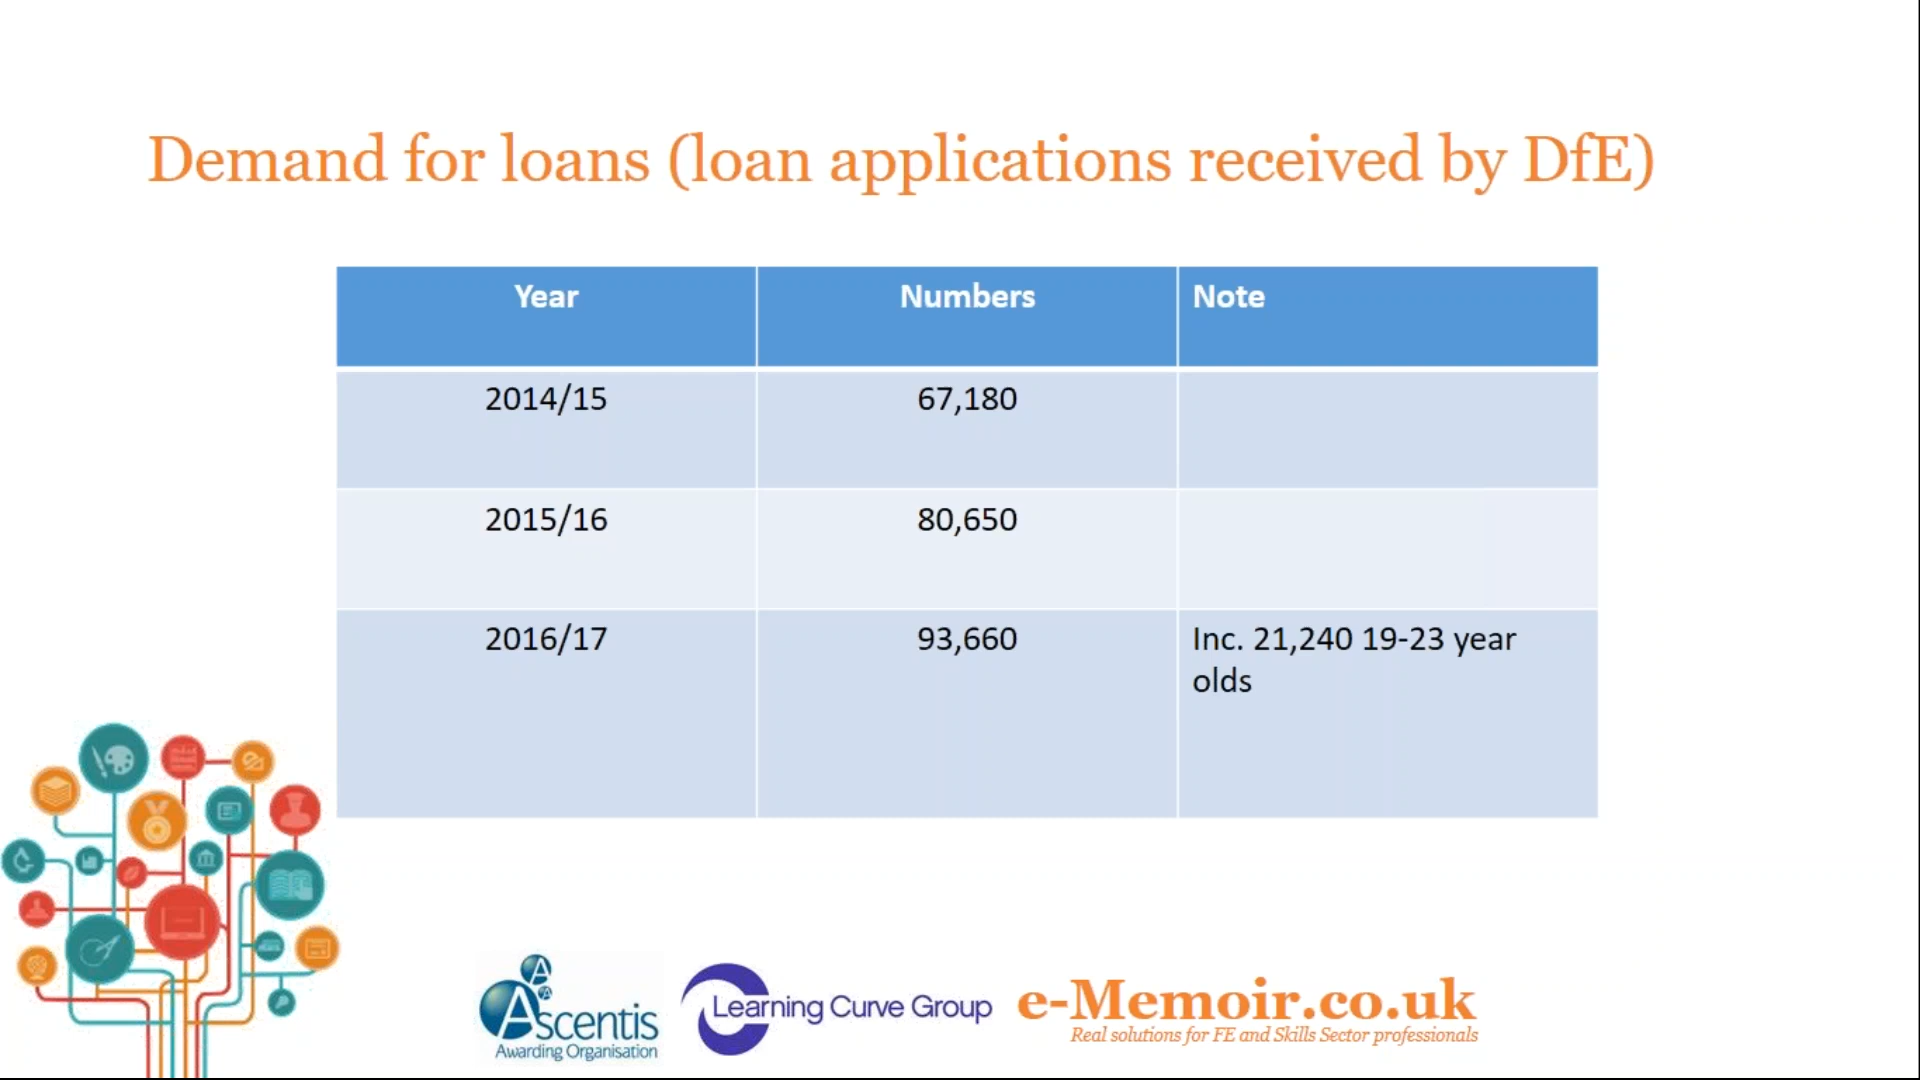 Demand for loans (loan applications received by DfE)
Year Numbers Note
2014/15 67,180
2015/16 80,650
2016/17 93,660 Inc. 21,240 19-23 year
olds
Ascentis
Awarding Organisation
Learning Curve Group
e-Memoir.co.uk
Real solutions for FE and Skills Sector professionals